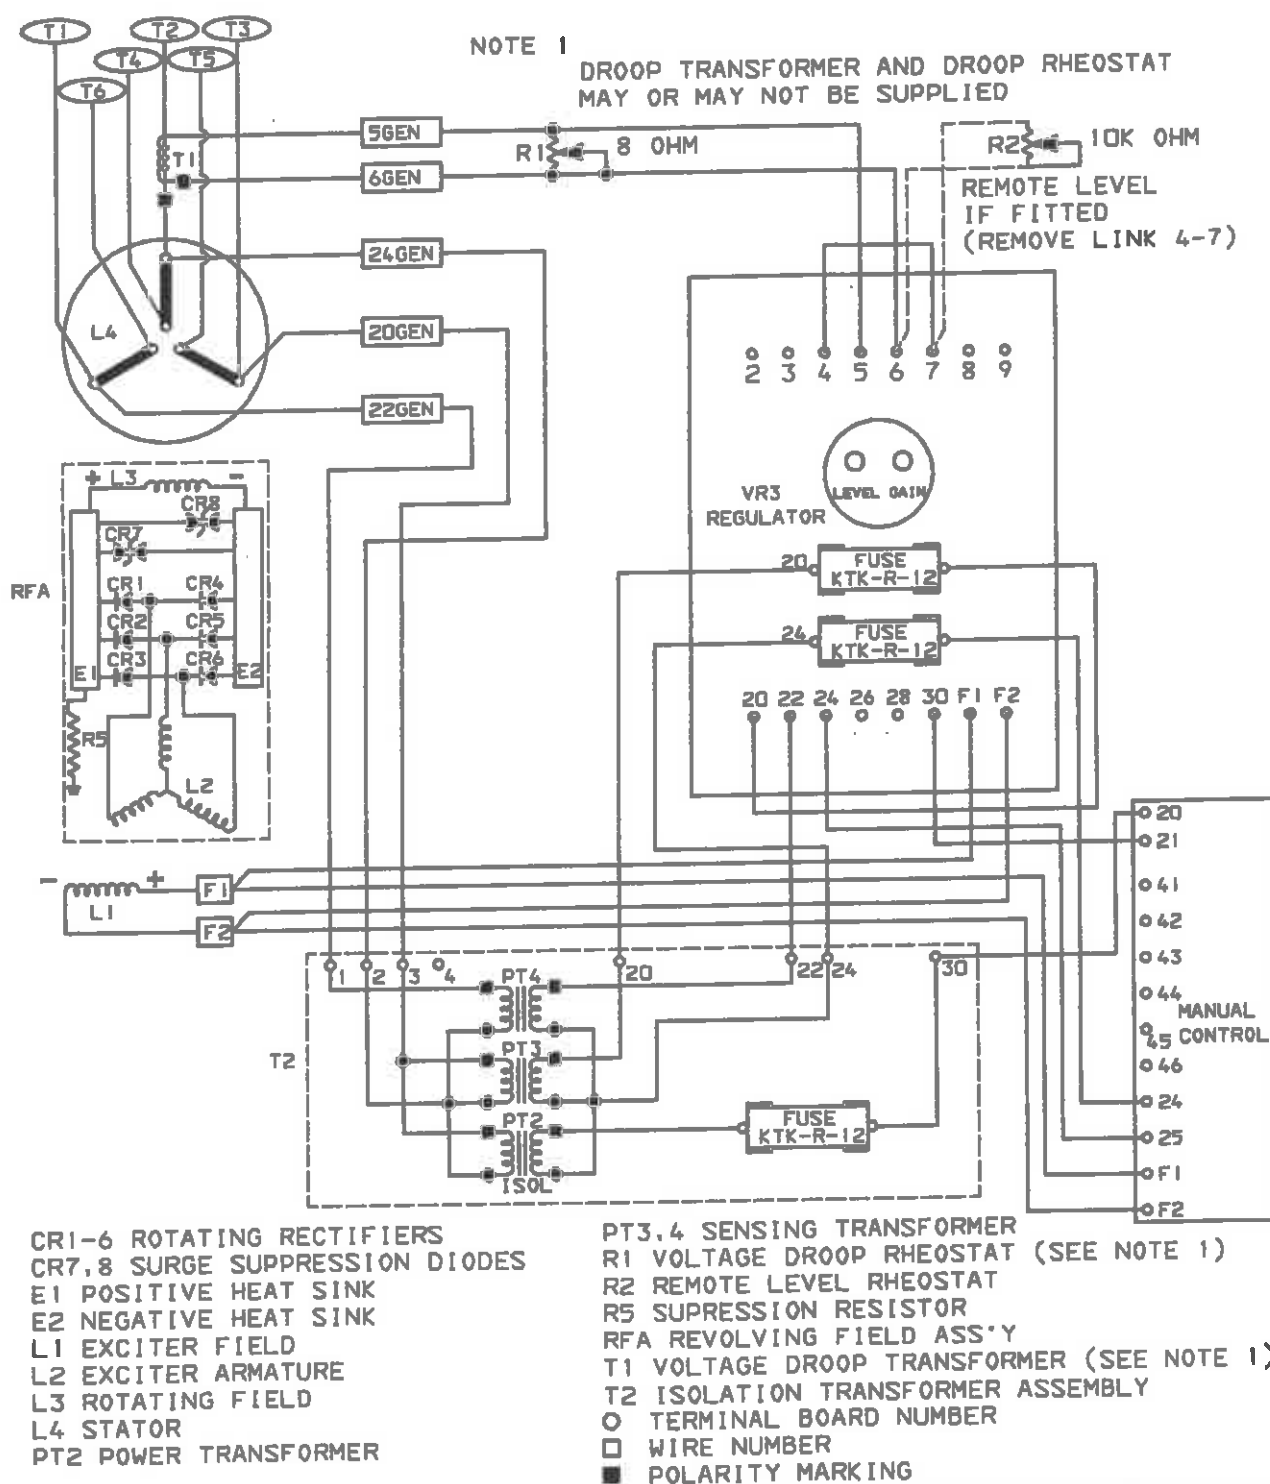 T1
T2
T3
T4
T5
T6
NOTE 1
DROOP TRANSFORMER AND DROOP RHEOSTAT
MAY OR MAY NOT BE SUPPLIED
5GEN
T1
6GEN
R1
8 OHM
R2
10K OHM
REMOTE LEVEL
IF FITTED
(REMOVE LINK 4-7)
24GEN
L4
20GEN
22GEN
2 3 4 5 6 7 8 9
LEVEL GAIN
VR3
REGULATOR
+ L3 -
CR8
CR7
RFA
CR1 CR4
CR2 CR5
CR3 CR6
E1 E2
R5
L2
20
FUSE
KTK-R-12
24
FUSE
KTK-R-12
20 22 24 26 28 30 F1 F2
20
21
41
42
43
44
45
46
24
25
F1
F2
MANUAL
CONTROL
- +
L1
F1
F2
1 2 3 4
20
22 24
30
T2
PT4
PT3
PT2
ISOL
FUSE
KTK-R-12
CR1-6 ROTATING RECTIFIERS
CR7,8 SURGE SUPPRESSION DIODES
E1 POSITIVE HEAT SINK
E2 NEGATIVE HEAT SINK
L1 EXCITER FIELD
L2 EXCITER ARMATURE
L3 ROTATING FIELD
L4 STATOR
PT2 POWER TRANSFORMER
PT3,4 SENSING TRANSFORMER
R1 VOLTAGE DROOP RHEOSTAT (SEE NOTE 1)
R2 REMOTE LEVEL RHEOSTAT
R5 SUPRESSION RESISTOR
RFA REVOLVING FIELD ASS'Y
T1 VOLTAGE DROOP TRANSFORMER (SEE NOTE 1)
T2 ISOLATION TRANSFORMER ASSEMBLY
TERMINAL BOARD NUMBER
WIRE NUMBER
POLARITY MARKING